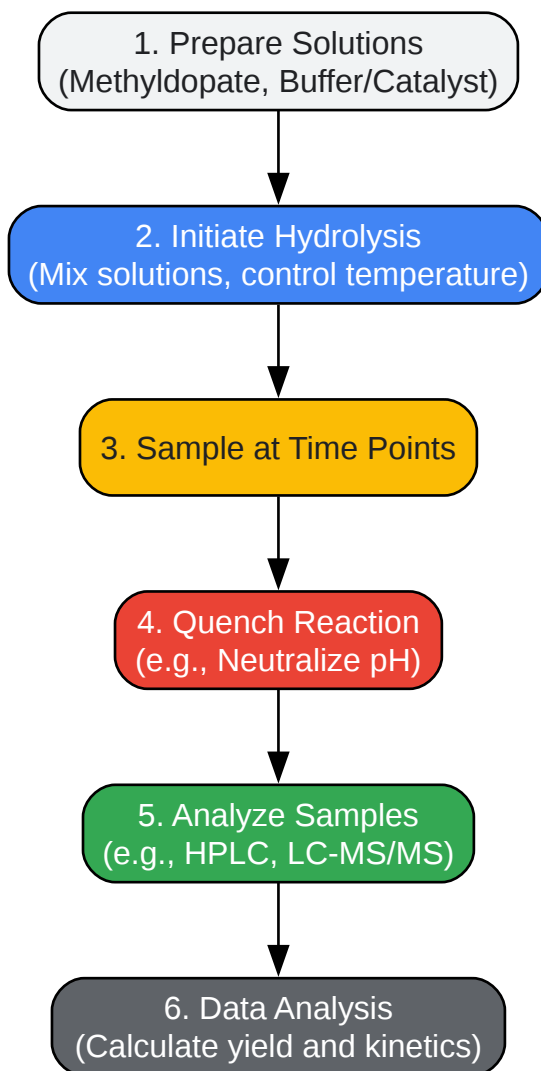 1. Prepare Solutions
(Methyldopate, Buffer/Catalyst)
2. Initiate Hydrolysis
(Mix solutions, control temperature)
3. Sample at Time Points
4. Quench Reaction
(e.g., Neutralize pH)
5. Analyze Samples
(e.g., HPLC, LC-MS/MS)
6. Data Analysis
(Calculate yield and kinetics)